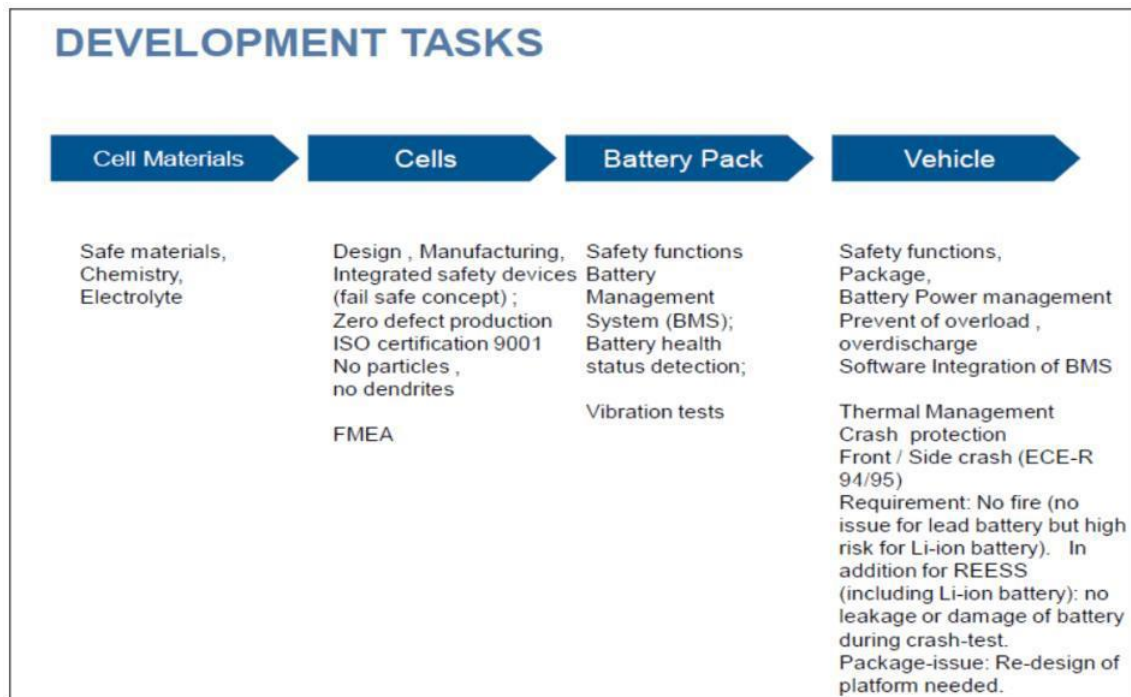 DEVELOPMENT TASKS
Cell Materials
Cells
Battery Pack
Vehicle
Safe materials,
Chemistry,
Electrolyte
Design , Manufacturing,
Integrated safety devices
(fail safe concept) ;
Zero defect production
ISO certification 9001
No particles ,
no dendrites
FMEA
Safety functions
Battery
Management
System (BMS);
Battery health
status detection;
Vibration tests
Safety functions,
Package,
Battery Power management
Prevent of overload ,
overdischarge
Software Integration of BMS
Thermal Management
Crash protection
Front / Side crash (ECE-R
94/95)
Requirement: No fire (no
issue for lead battery but high
risk for Li-ion battery). In
addition for REESS
(including Li-ion battery): no
leakage or damage of battery
during crash-test.
Package-issue: Re-design of
platform needed.